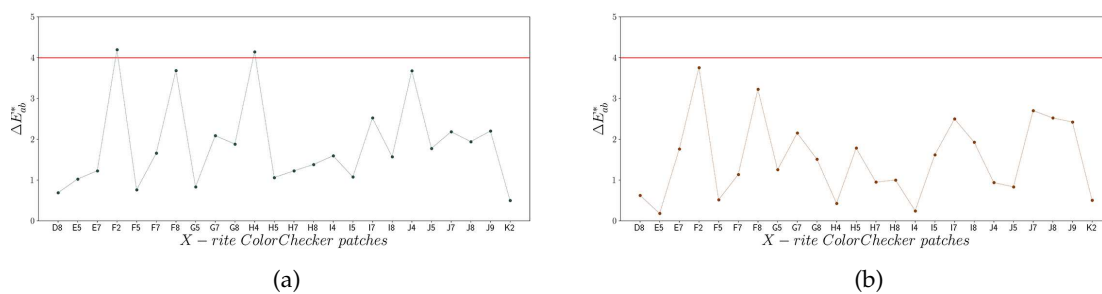 5
4
3
2
1
0
ΔE*ab
D8 E5 E7 F2 F5 F7 F8 G5 G7 G8 H4 H5 H7 H8 I4 I5 I7 I8 J4 J5 J7 J8 J9 K2
X − rite ColorChecker patches
(a)
5
4
3
2
1
0
ΔE*ab
D8 E5 E7 F2 F5 F7 F8 G5 G7 G8 H4 H5 H7 H8 I4 I5 I7 I8 J4 J5 J7 J8 J9 K2
X − rite ColorChecker patches
(b)